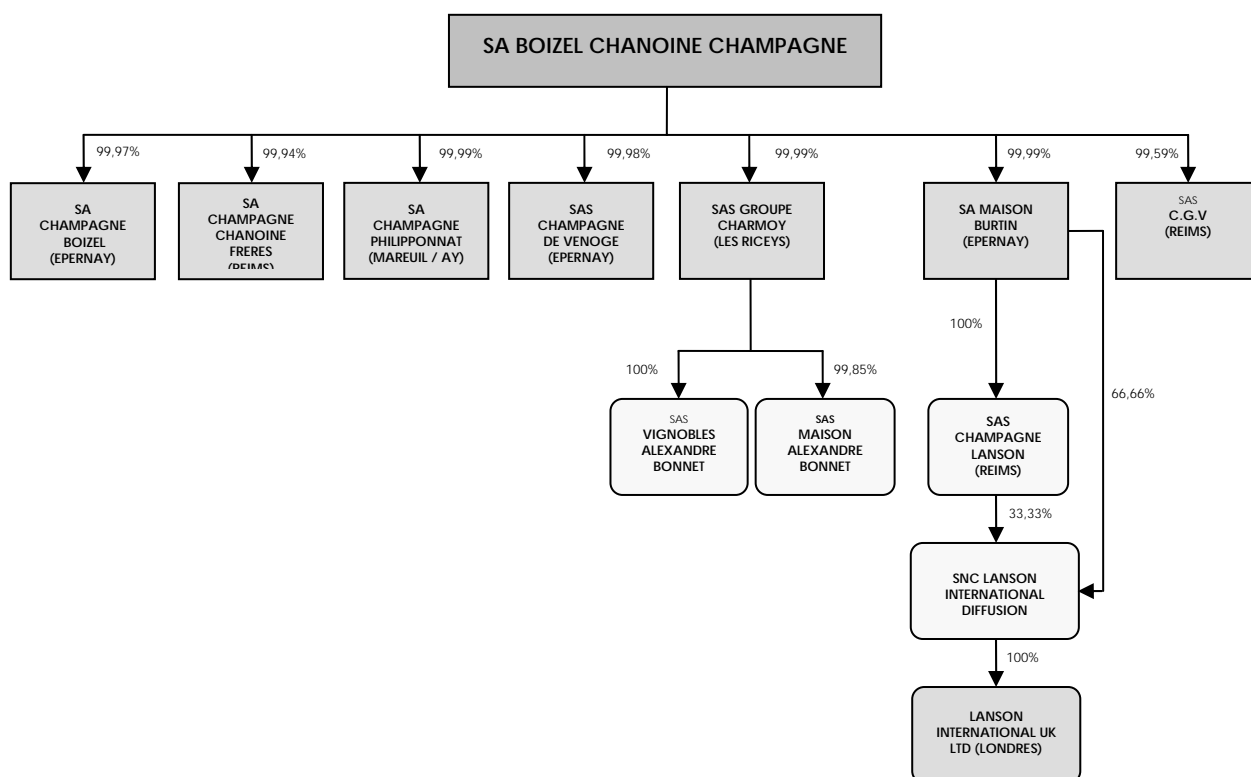 SA BOIZEL CHANOINE CHAMPAGNE
99,97%
99,94%
99,99%
99,98%
99,99%
99,99%
99,59%
SA
CHAMPAGNE
BOIZEL
(EPERNAY)
SA
CHAMPAGNE
CHANOINE
FRERES
(REIMS)
SA
CHAMPAGNE
PHILIPPONNAT
(MAREUIL / AY)
SAS
CHAMPAGNE
DE VENOGE
(EPERNAY)
SAS GROUPE
CHARMOY
(LES RICEYS)
SA MAISON
BURTIN
(EPERNAY)
SAS
C.G.V
(REIMS)
100%
100%
99,85%
66,66%
SAS
VIGNOBLES
ALEXANDRE
BONNET
SAS
MAISON
ALEXANDRE
BONNET
SAS
CHAMPAGNE
LANSON
(REIMS)
33,33%
SNC LANSON
INTERNATIONAL
DIFFUSION
100%
LANSON
INTERNATIONAL UK
LTD (LONDRES)